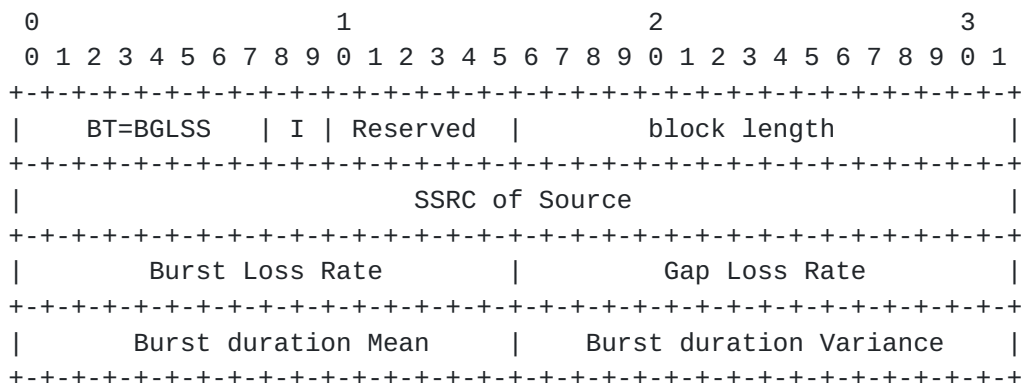 0                   1                   2                   3
0 1 2 3 4 5 6 7 8 9 0 1 2 3 4 5 6 7 8 9 0 1 2 3 4 5 6 7 8 9 0 1
+-+-+-+-+-+-+-+-+-+-+-+-+-+-+-+-+-+-+-+-+-+-+-+-+-+-+-+-+-+-+-+-+
|    BT=BGLSS   | I | Reserved  |        block length           |
+-+-+-+-+-+-+-+-+-+-+-+-+-+-+-+-+-+-+-+-+-+-+-+-+-+-+-+-+-+-+-+-+
|                         SSRC of Source                        |
+-+-+-+-+-+-+-+-+-+-+-+-+-+-+-+-+-+-+-+-+-+-+-+-+-+-+-+-+-+-+-+-+
|        Burst Loss Rate        |         Gap Loss Rate         |
+-+-+-+-+-+-+-+-+-+-+-+-+-+-+-+-+-+-+-+-+-+-+-+-+-+-+-+-+-+-+-+-+
|       Burst duration Mean     |    Burst duration Variance    |
+-+-+-+-+-+-+-+-+-+-+-+-+-+-+-+-+-+-+-+-+-+-+-+-+-+-+-+-+-+-+-+-+